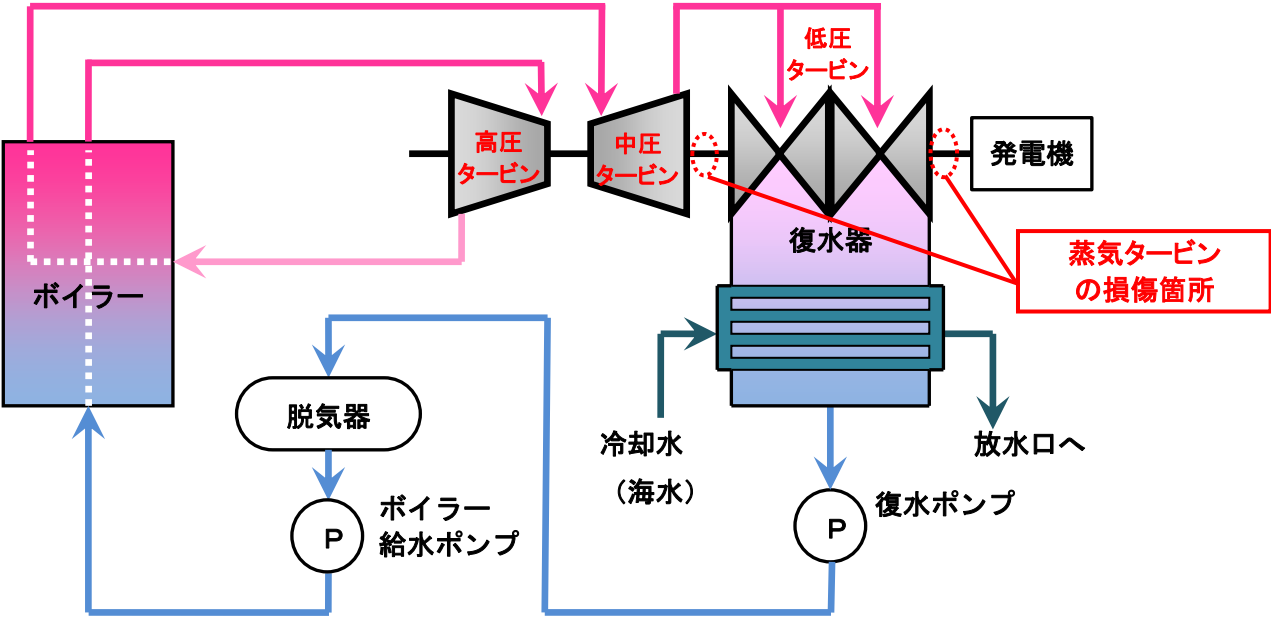 低圧
タービン
高圧
タービン
中圧
タービン
発電機
復水器
蒸気タービン
の損傷箇所
ボイラー
脱気器
冷却水
（海水）
放水口へ
ボイラー
給水ポンプ
P
復水ポンプ
P